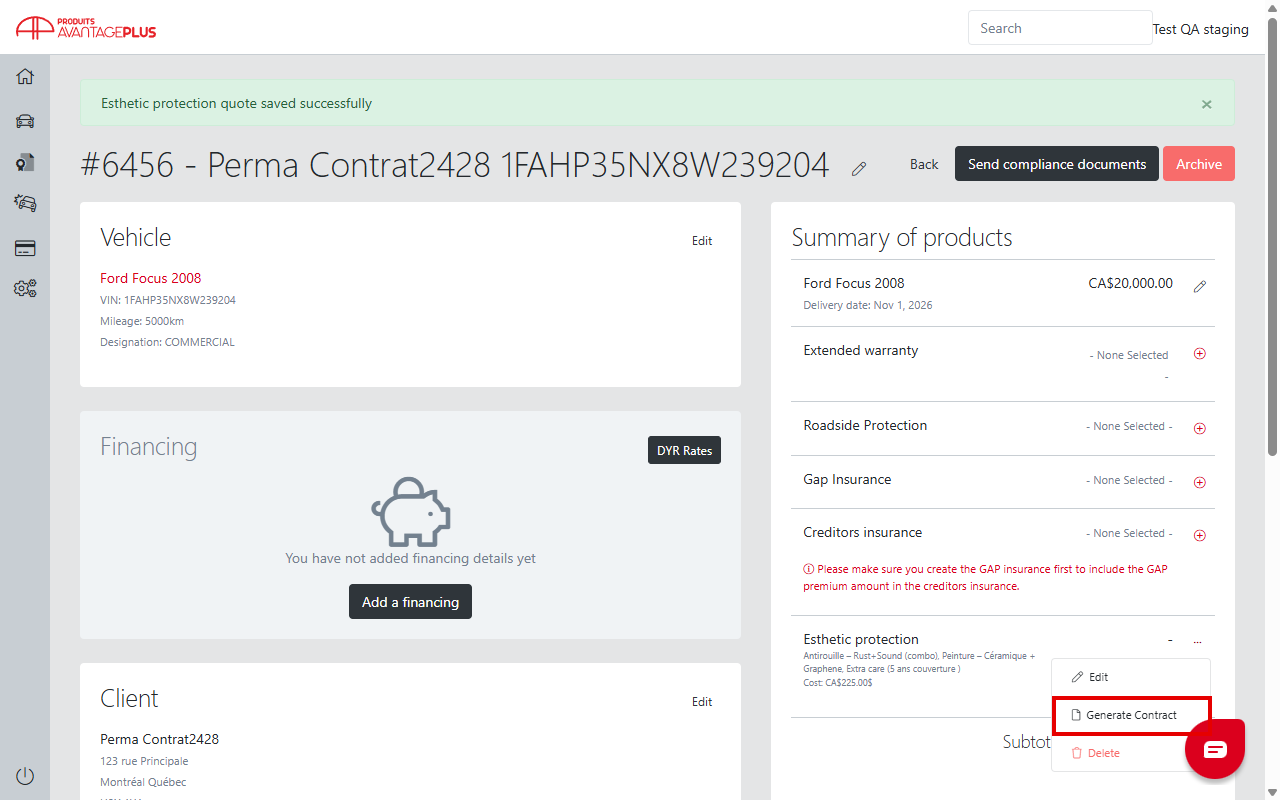 PRODUITS
AVANTAGEPLUS
Search
Test QA staging
Esthetic protection quote saved successfully
×
#6456 - Perma Contrat2428 1FAHP35NX8W239204
Back
Send compliance documents
Archive
Vehicle
Edit
Ford Focus 2008
VIN: 1FAHP35NX8W239204
Mileage: 5000km
Designation: COMMERCIAL
Financing
DYR Rates
You have not added financing details yet
Add a financing
Client
Edit
Perma Contrat2428
123 rue Principale
Montréal Québec
Summary of products
Ford Focus 2008
CA$20,000.00
Delivery date: Nov 1, 2026
Extended warranty
- None Selected
-
Roadside Protection
- None Selected -
Gap Insurance
- None Selected -
Creditors insurance
- None Selected -
Please make sure you create the GAP insurance first to include the GAP
premium amount in the creditors insurance.
Esthetic protection
-
...
Antirouille – Rust+Sound (combo), Peinture – Céramique +
Graphene, Extra care (5 ans couverture )
Cost: CA$225.00$
Edit
Generate Contract
Delete
Subtot